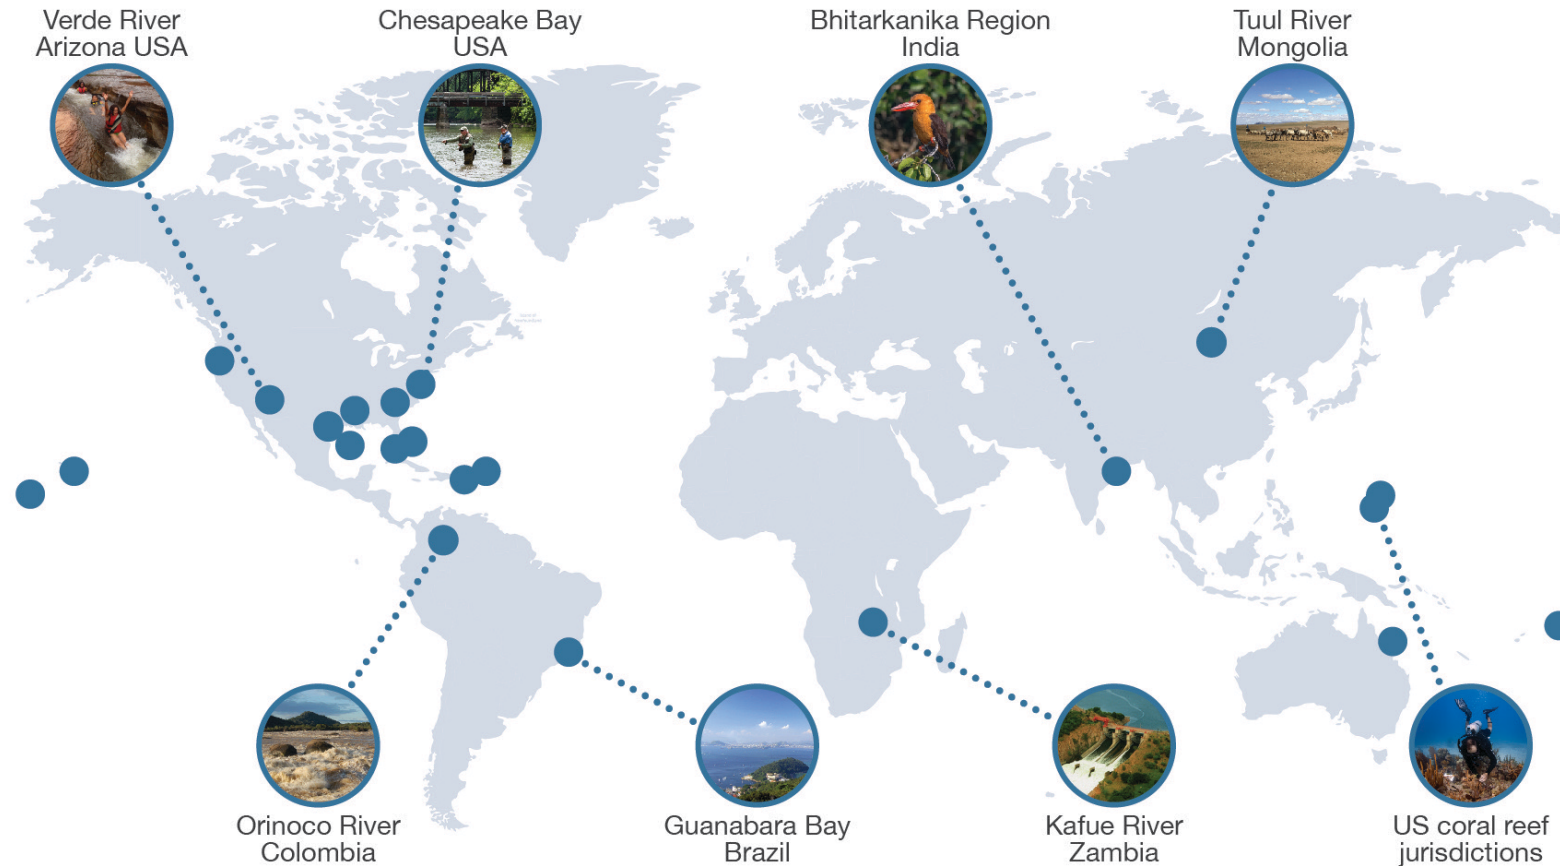 Verde River
Arizona USA
Chesapeake Bay
USA
Bhitarkanika Region
India
Tuul River
Mongolia
Orinoco River
Colombia
Guanabara Bay
Brazil
Kafue River
Zambia
US coral reef
jurisdictions